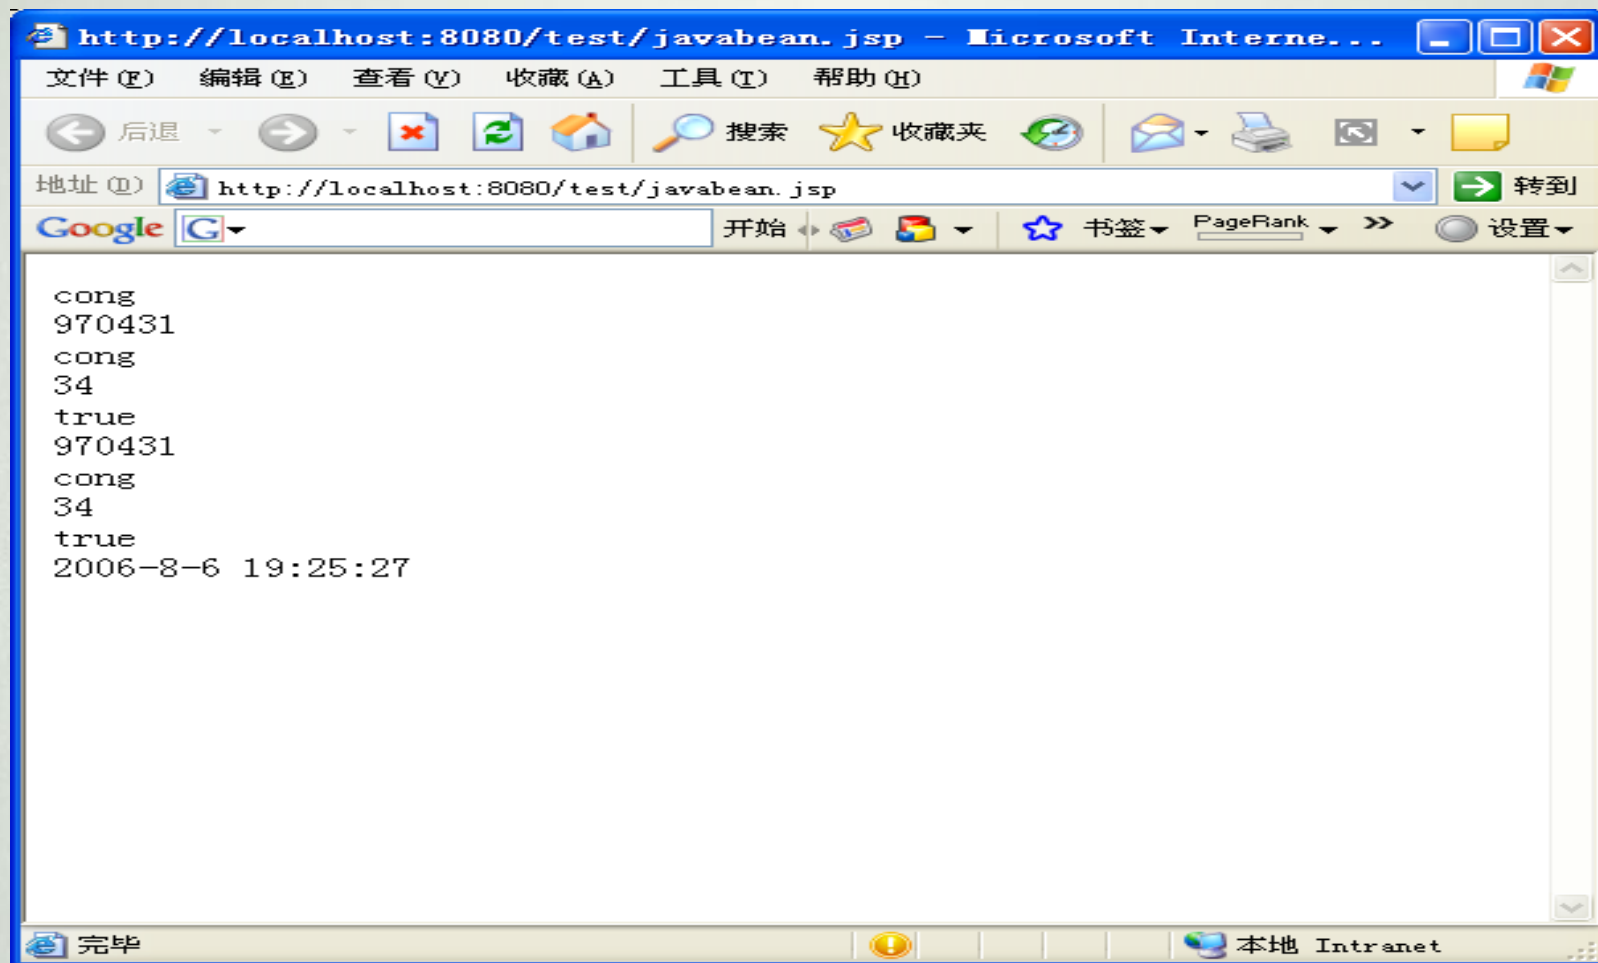 http://localhost:8080/test/javabean.jsp - Microsoft Interne...
文件(F) 编辑(E) 查看(V) 收藏(A) 工具(T) 帮助(H)
后退 搜索 收藏夹
地址(D) http://localhost:8080/test/javabean.jsp 转到
Google G 开始 书签 PageRank >> 设置
cong
970431
cong
34
true
970431
cong
34
true
2006-8-6 19:25:27
完毕 本地 Intranet